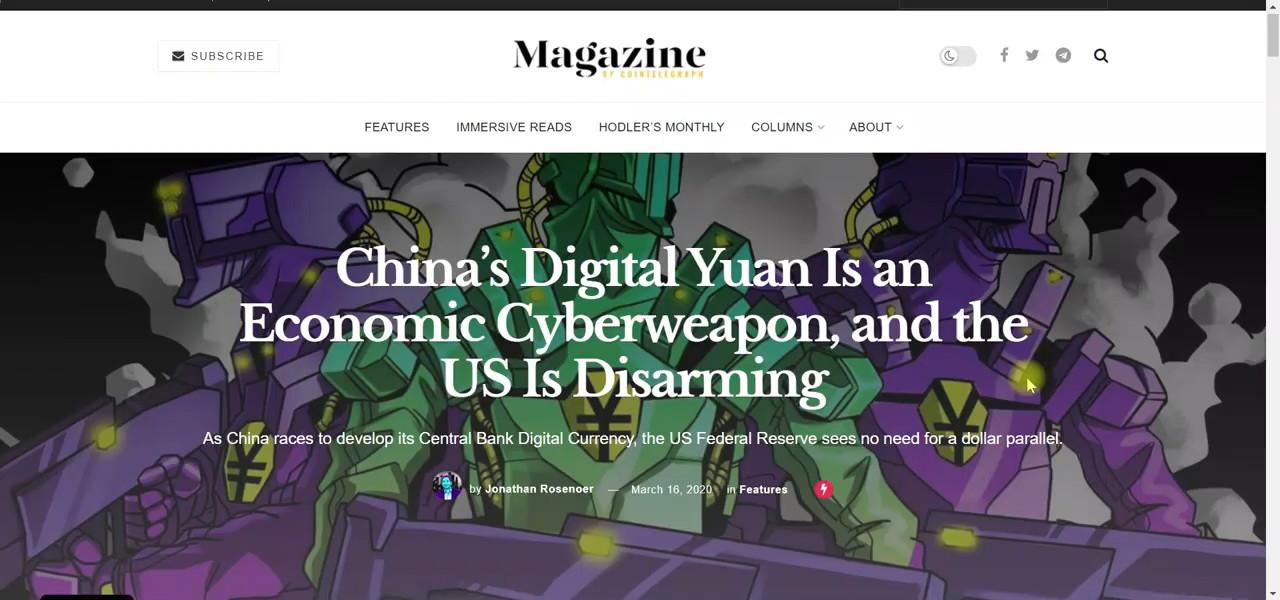 SUBSCRIBE
Magazine
BY COINTELEGRAPH
FEATURES IMMERSIVE READS HODLER'S MONTHLY COLUMNS ABOUT
China's Digital Yuan Is an
Economic Cyberweapon, and the
US Is Disarming
As China races to develop its Central Bank Digital Currency, the US Federal Reserve sees no need for a dollar parallel.
by Jonathan Rosenoer — March 16, 2020 in Features
¥ ¥ ¥